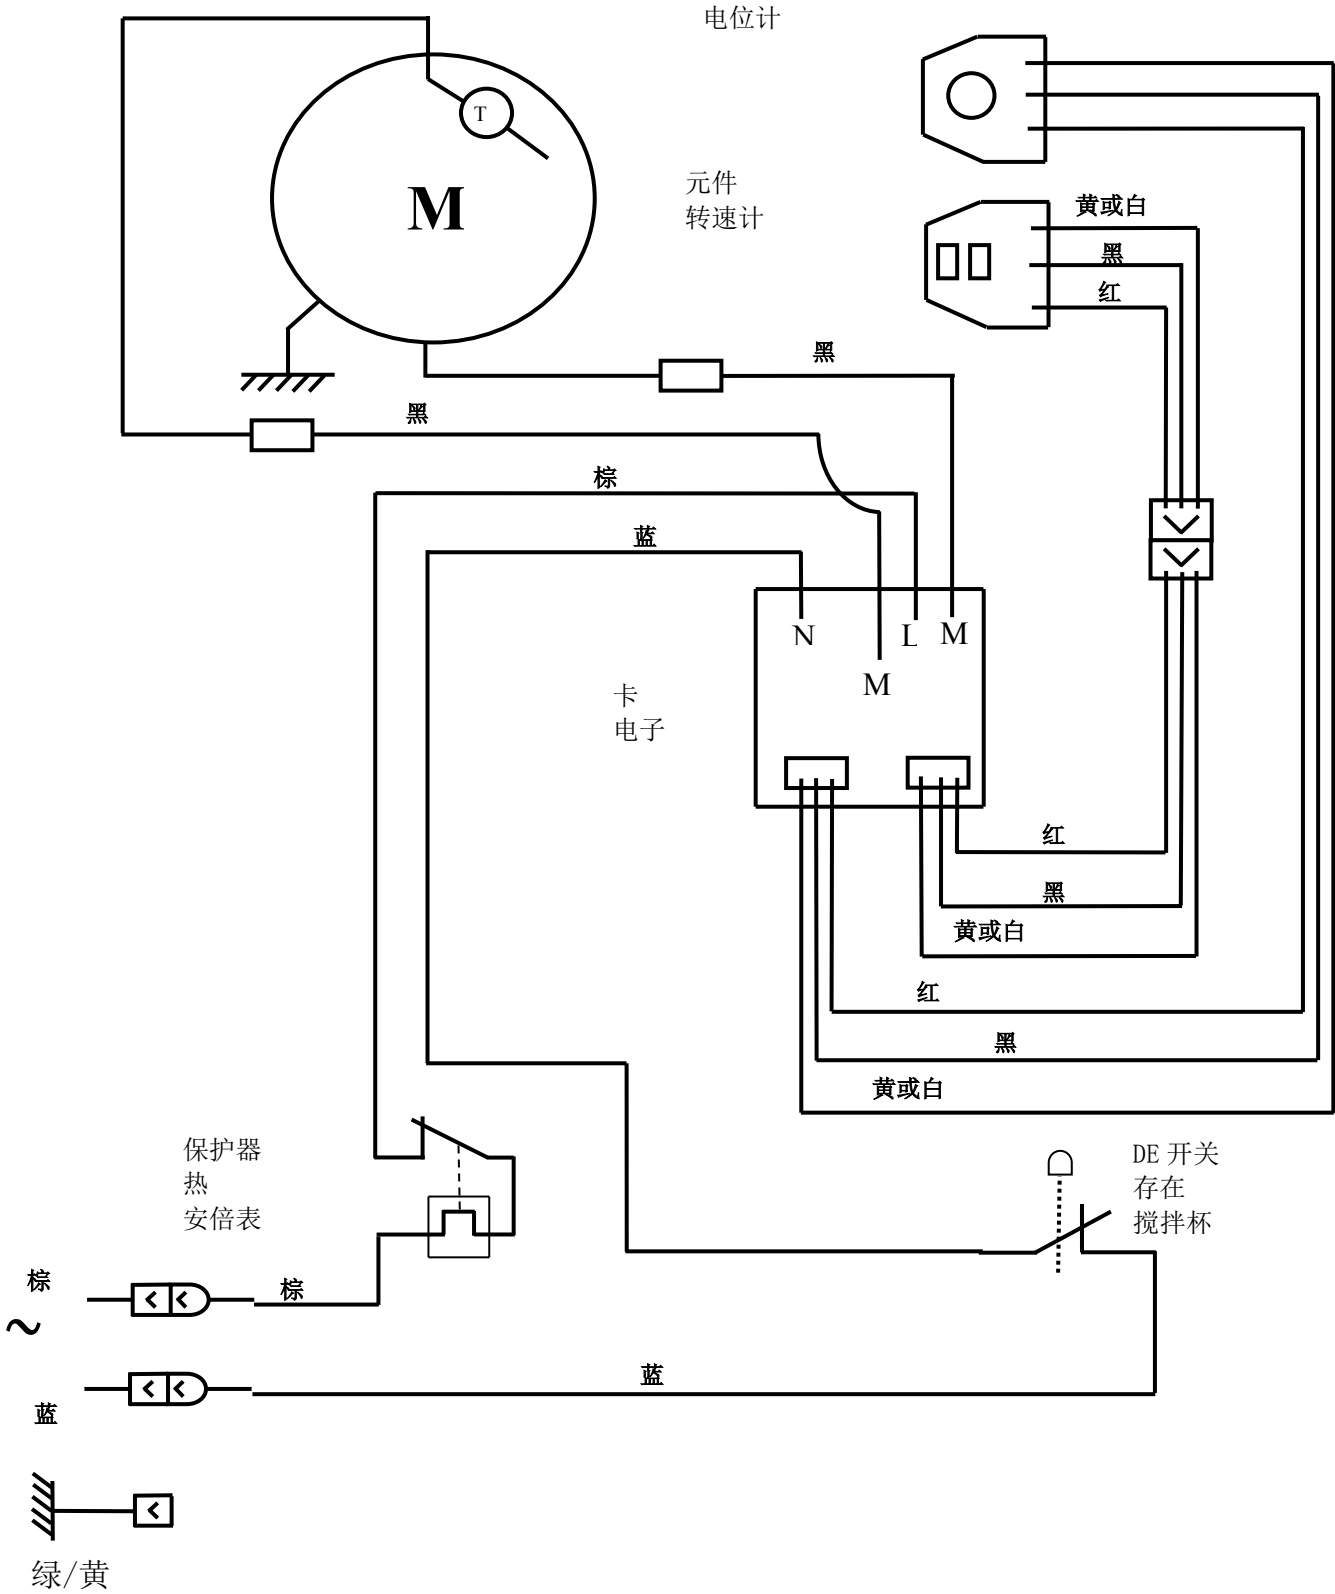 电位计
T
M
元件
转速计
黄或白
黑
红
黑
黑
棕
蓝
N
L
M
M
卡
电子
红
黑
黄或白
红
黑
黄或白
保护器
热
安倍表
DE 开关
存在
搅拌杯
棕
棕
~
蓝
蓝
绿/黄